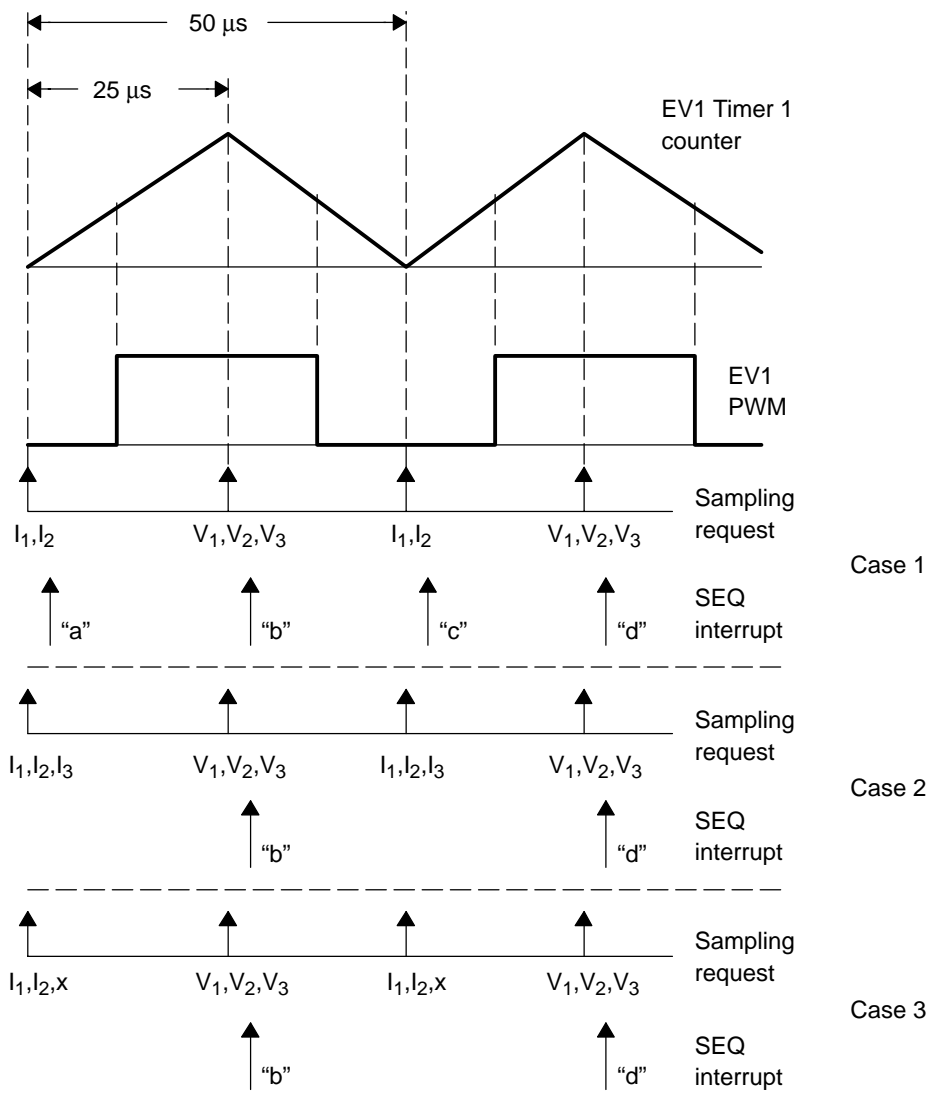 50 μs
25 μs
EV1 Timer 1
counter
EV1
PWM
Sampling
request
I₁,I₂ V₁,V₂,V₃ I₁,I₂ V₁,V₂,V₃
Case 1
SEQ
interrupt
“a” “b” “c” “d”
Sampling
request
I₁,I₂,I₃ V₁,V₂,V₃ I₁,I₂,I₃ V₁,V₂,V₃
Case 2
SEQ
interrupt
“b” “d”
Sampling
request
I₁,I₂,x V₁,V₂,V₃ I₁,I₂,x V₁,V₂,V₃
Case 3
SEQ
interrupt
“b” “d”